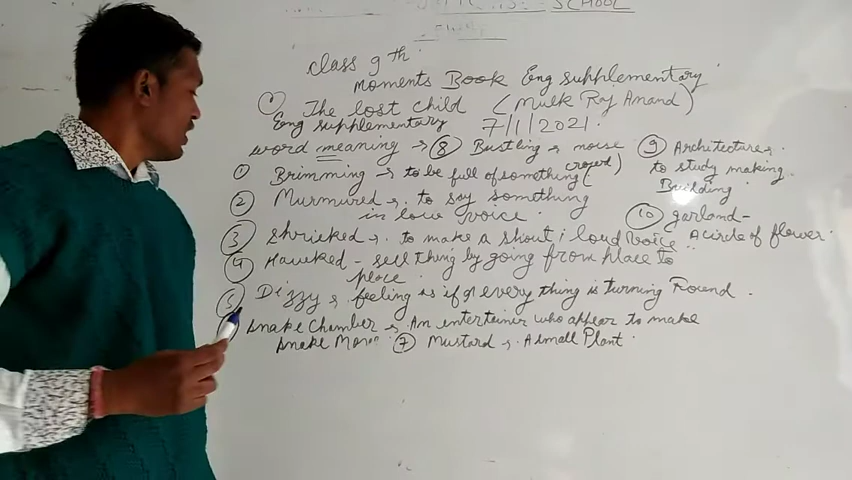 SCHOOL
class 9th
Moments Book Eng supplementary
① The lost child (Mulk Raj Anand)
Eng supplementary 7/1/2021.
word meaning → ⑧ Bustling → noise
① Brimming → to be full of something (crowd)
② Murmured → to say something
in low voice.
③ Shrieked → to make a shout i loud voice
④ Hawked - sell thing by going from place to
place.
⑤ Dizzy → feeling as if every thing is turning Round.
Snake Chamber → An entertainer who appear to make
snake Move ⑦ Mustard → A small Plant.
⑨ Architectures.
to study making.
Building
⑩ garland -
A circle of flower.